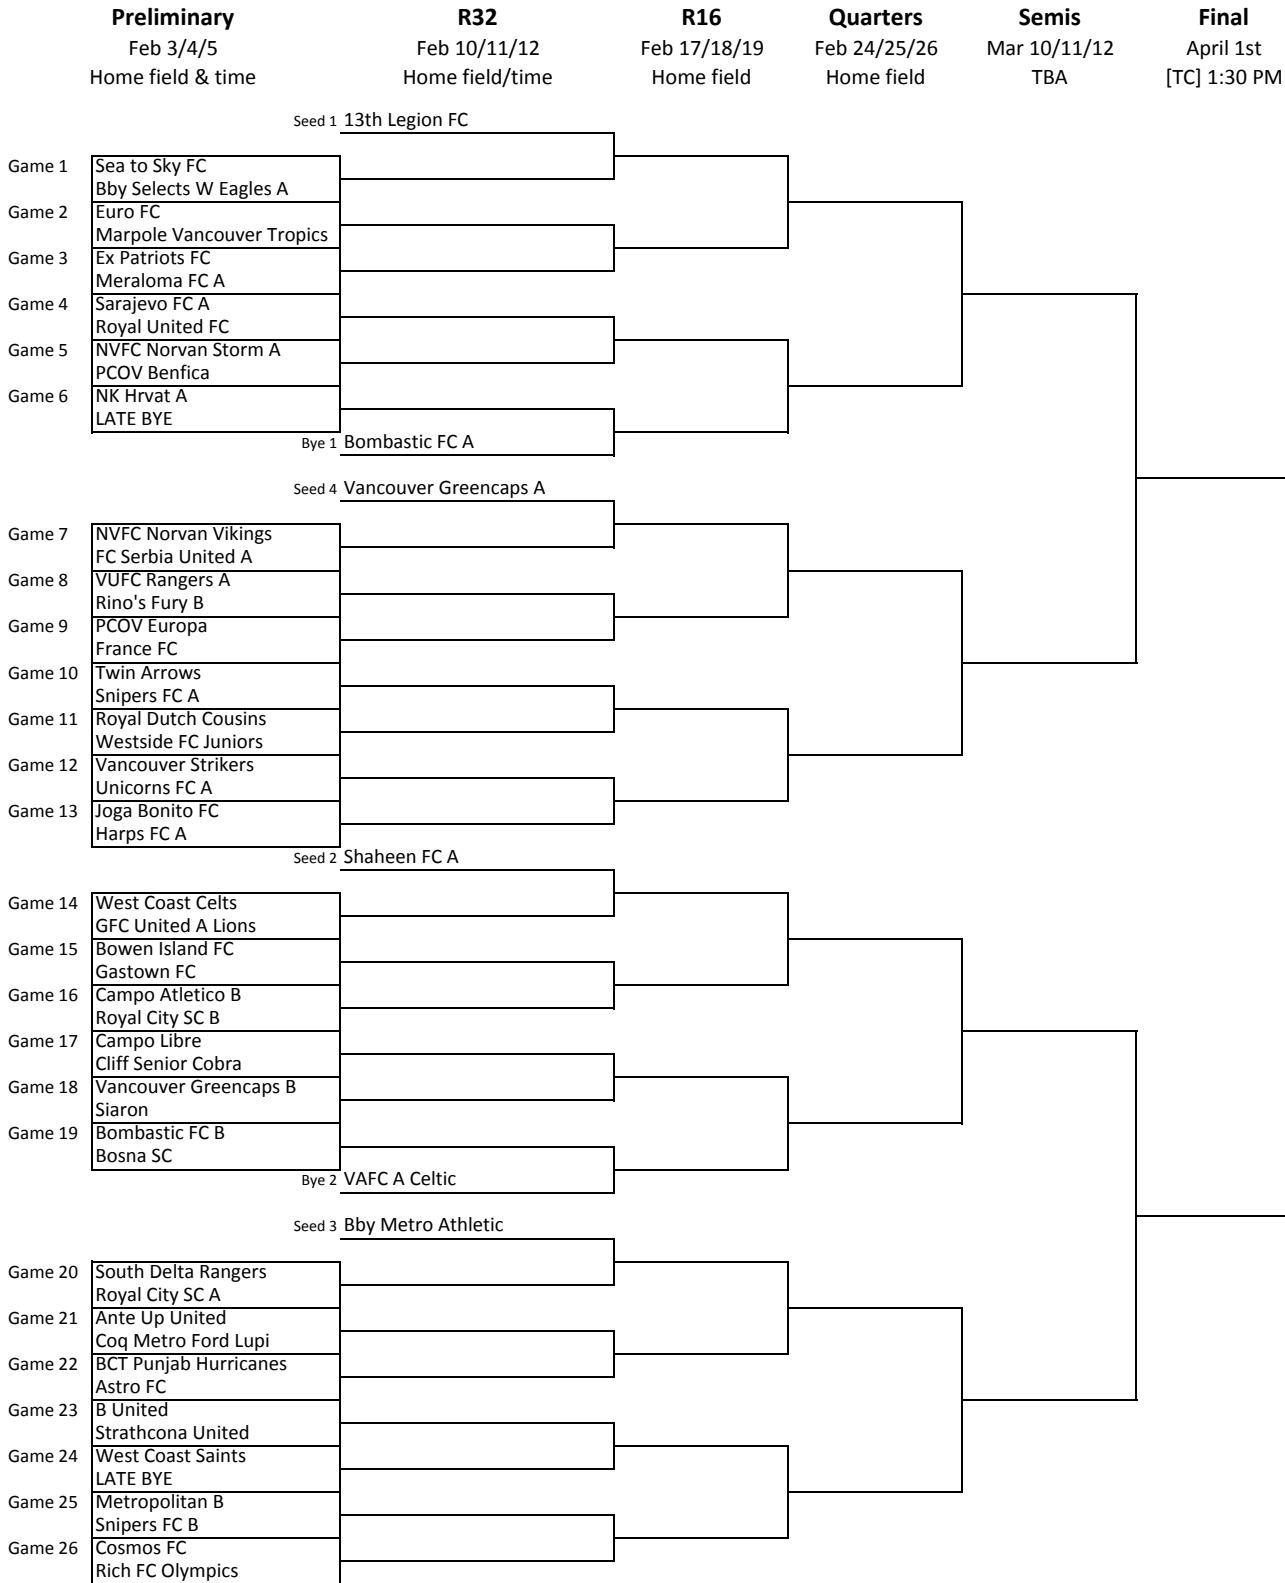 Preliminary R32 R16 Quarters Semis Final
Feb 3/4/5 Feb 10/11/12 Feb 17/18/19 Feb 24/25/26 Mar 10/11/12 April 1st
Home field & time Home field/time Home field Home field TBA [TC] 1:30 PM
Seed 1 13th Legion FC
Game 1 Sea to Sky FC
Bby Selects W Eagles A
Game 2 Euro FC
Marpole Vancouver Tropics
Game 3 Ex Patriots FC
Meraloma FC A
Game 4 Sarajevo FC A
Royal United FC
Game 5 NVFC Norvan Storm A
PCOV Benfica
Game 6 NK Hrvat A
LATE BYE
Bye 1 Bombastic FC A
Seed 4 Vancouver Greencaps A
Game 7 NVFC Norvan Vikings
FC Serbia United A
Game 8 VUFC Rangers A
Rino's Fury B
Game 9 PCOV Europa
France FC
Game 10 Twin Arrows
Snipers FC A
Game 11 Royal Dutch Cousins
Westside FC Juniors
Game 12 Vancouver Strikers
Unicorns FC A
Game 13 Joga Bonito FC
Harps FC A
Seed 2 Shaheen FC A
Game 14 West Coast Celts
GFC United A Lions
Game 15 Bowen Island FC
Gastown FC
Game 16 Campo Atletico B
Royal City SC B
Game 17 Campo Libre
Cliff Senior Cobra
Game 18 Vancouver Greencaps B
Siaron
Game 19 Bombastic FC B
Bosna SC
Bye 2 VAFC A Celtic
Seed 3 Bby Metro Athletic
Game 20 South Delta Rangers
Royal City SC A
Game 21 Ante Up United
Coq Metro Ford Lupi
Game 22 BCT Punjab Hurricanes
Astro FC
Game 23 B United
Strathcona United
Game 24 West Coast Saints
LATE BYE
Game 25 Metropolitan B
Snipers FC B
Game 26 Cosmos FC
Rich FC Olympics